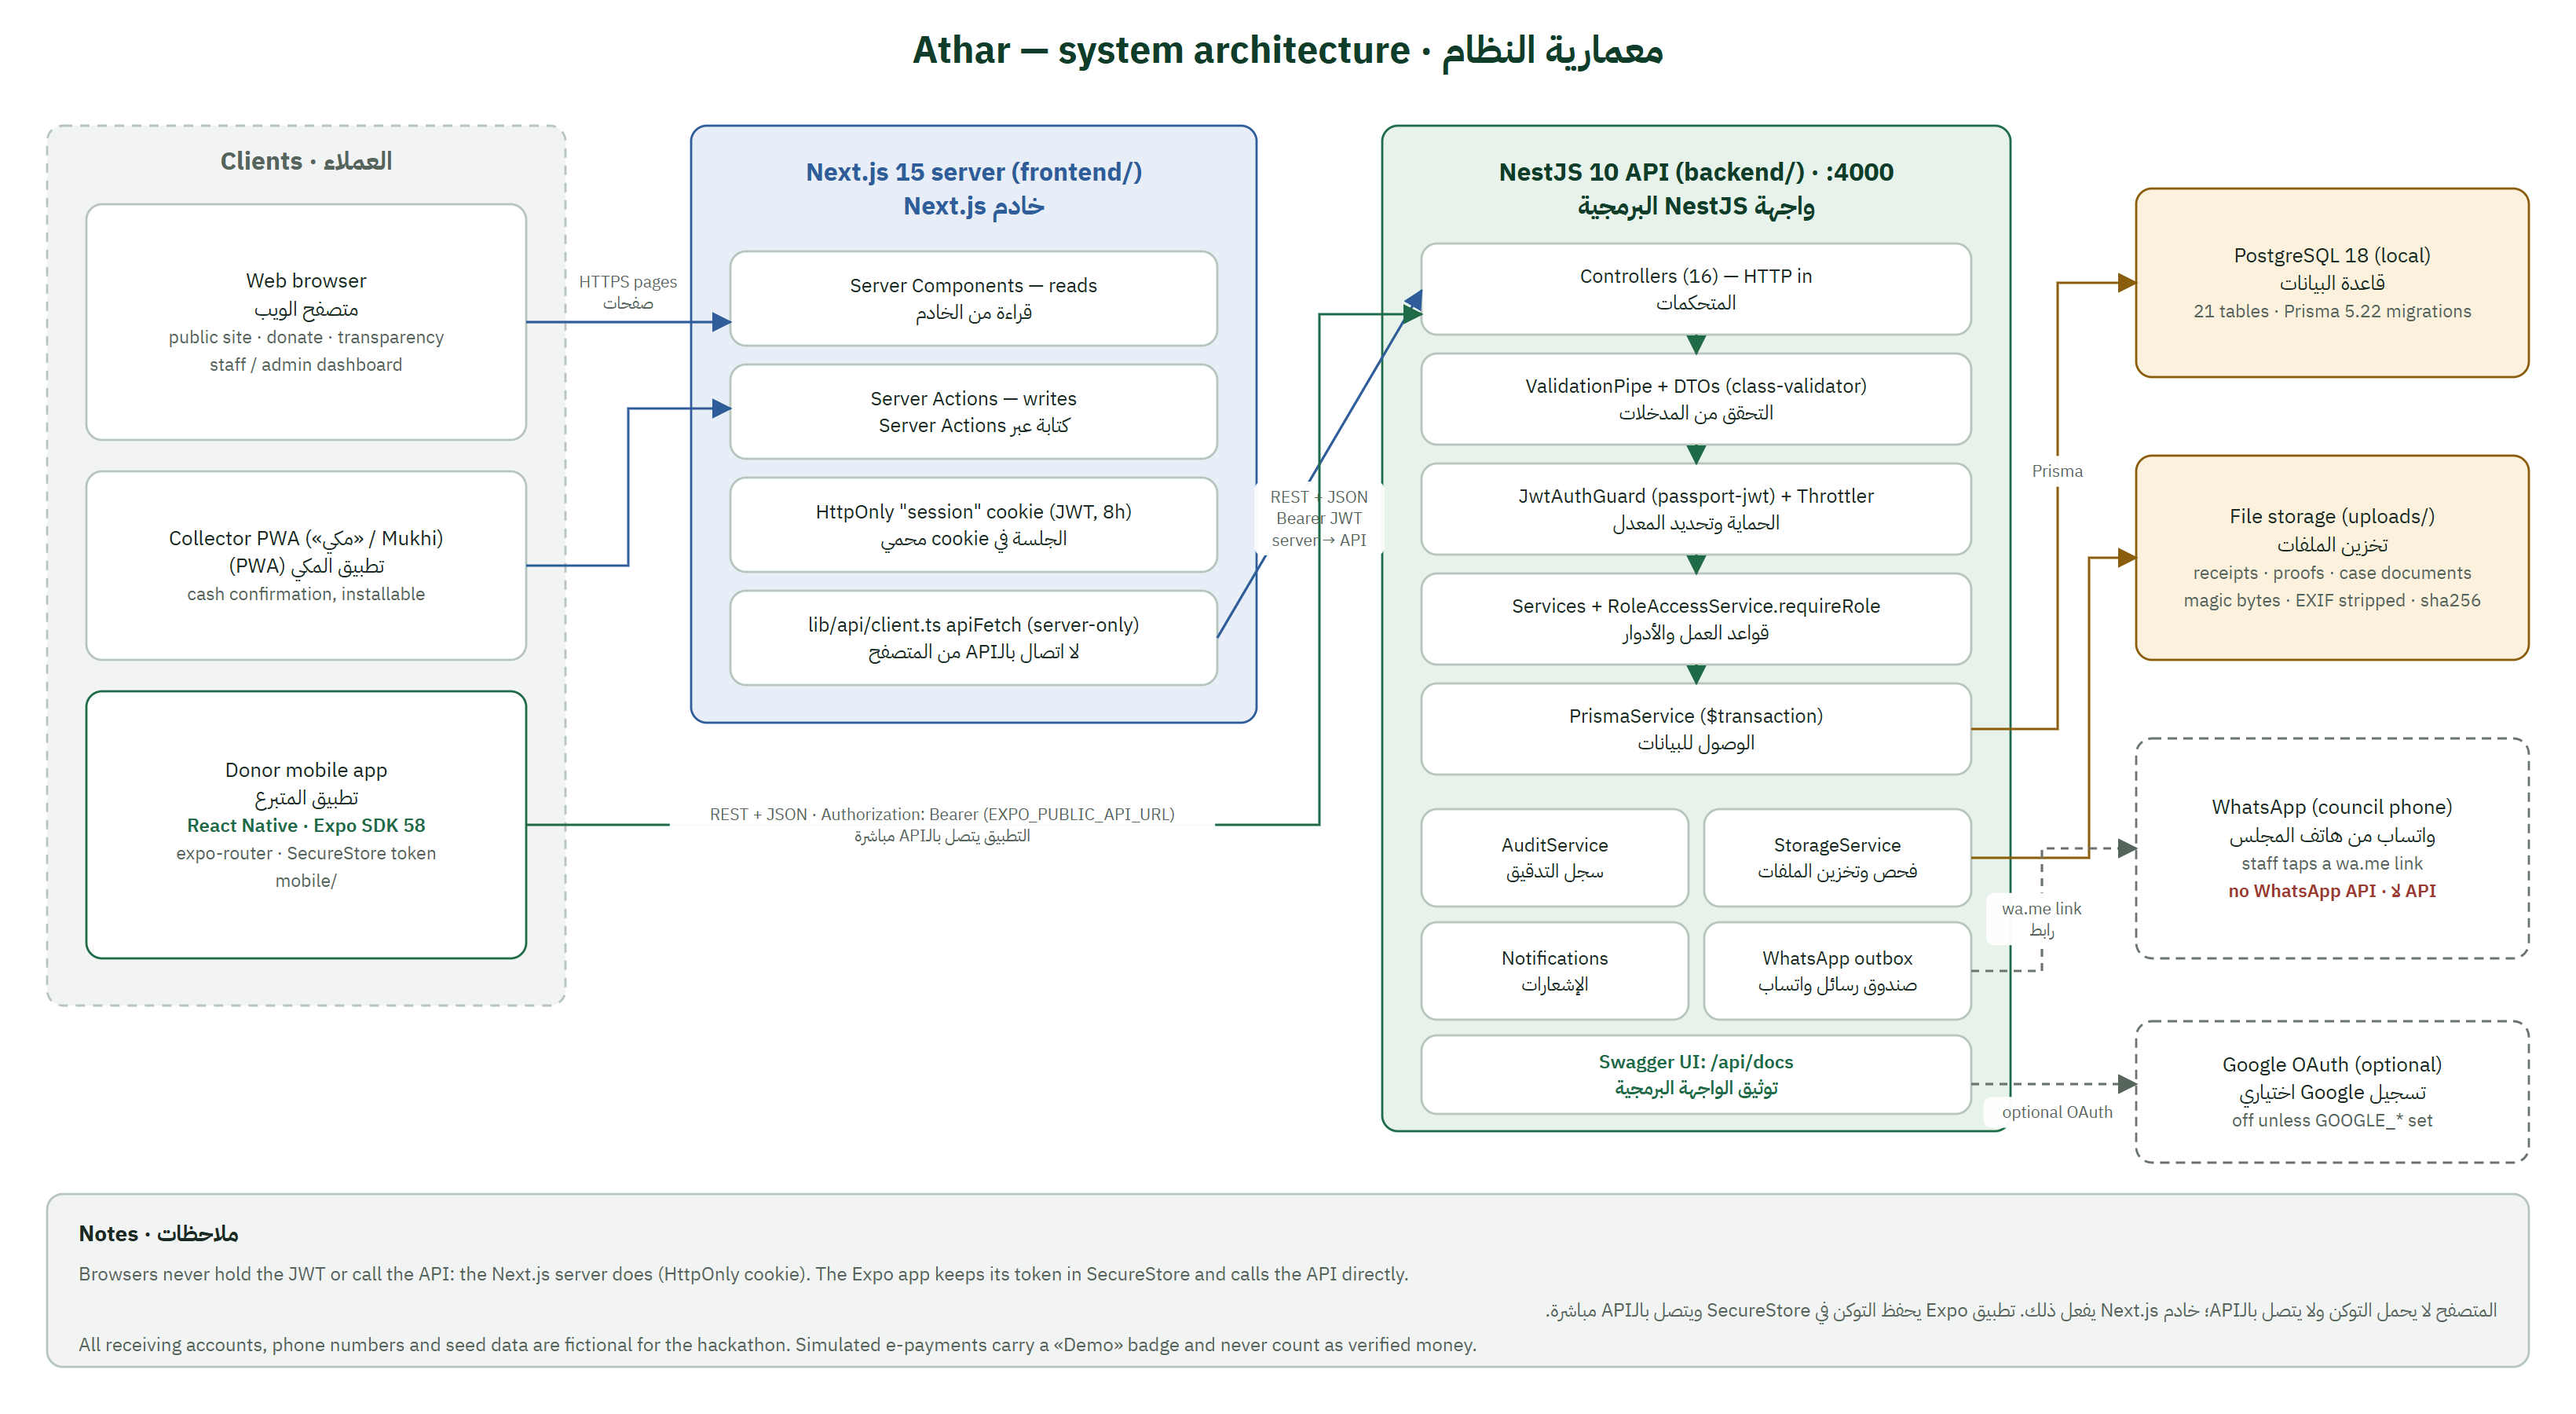 Athar — system architecture · معمارية النظام
Clients · العملاء
Web browser
متصفح الويب
public site · donate · transparency
staff / admin dashboard
Collector PWA («مكي» / Mukhi)
تطبيق المكي (PWA)
cash confirmation, installable
Donor mobile app
تطبيق المتبرع
React Native · Expo SDK 58
expo-router · SecureStore token
mobile/
HTTPS pages
صفحات
Next.js 15 server (frontend/)
خادم Next.js
Server Components — reads
قراءة من الخادم
Server Actions — writes
كتابة عبر Server Actions
HttpOnly "session" cookie (JWT, 8h)
الجلسة في cookie محمي
lib/api/client.ts apiFetch (server-only)
لا اتصال بالـAPI من المتصفح
REST + JSON
Bearer JWT
server → API
REST + JSON · Authorization: Bearer (EXPO_PUBLIC_API_URL)
التطبيق يتصل بالـAPI مباشرة
NestJS 10 API (backend/) · :4000
واجهة NestJS البرمجية
Controllers (16) — HTTP in
المتحكمات
ValidationPipe + DTOs (class-validator)
التحقق من المدخلات
JwtAuthGuard (passport-jwt) + Throttler
الحماية وتحديد المعدل
Services + RoleAccessService.requireRole
قواعد العمل والأدوار
PrismaService ($transaction)
الوصول للبيانات
AuditService
سجل التدقيق
StorageService
فحص وتخزين الملفات
Notifications
الإشعارات
WhatsApp outbox
صندوق رسائل واتساب
Swagger UI: /api/docs
توثيق الواجهة البرمجية
Prisma
wa.me link
رابط
optional OAuth
PostgreSQL 18 (local)
قاعدة البيانات
21 tables · Prisma 5.22 migrations
File storage (uploads/)
تخزين الملفات
receipts · proofs · case documents
magic bytes · EXIF stripped · sha256
WhatsApp (council phone)
واتساب من هاتف المجلس
staff taps a wa.me link
no WhatsApp API · لا API
Google OAuth (optional)
تسجيل Google اختياري
off unless GOOGLE_* set
Notes · ملاحظات
Browsers never hold the JWT or call the API: the Next.js server does (HttpOnly cookie). The Expo app keeps its token in SecureStore and calls the API directly.
المتصفح لا يحمل التوكن ولا يتصل بالـAPI؛ خادم Next.js يفعل ذلك. تطبيق Expo يحفظ التوكن في SecureStore ويتصل بالـAPI مباشرة.
All receiving accounts, phone numbers and seed data are fictional for the hackathon. Simulated e-payments carry a «Demo» badge and never count as verified money.